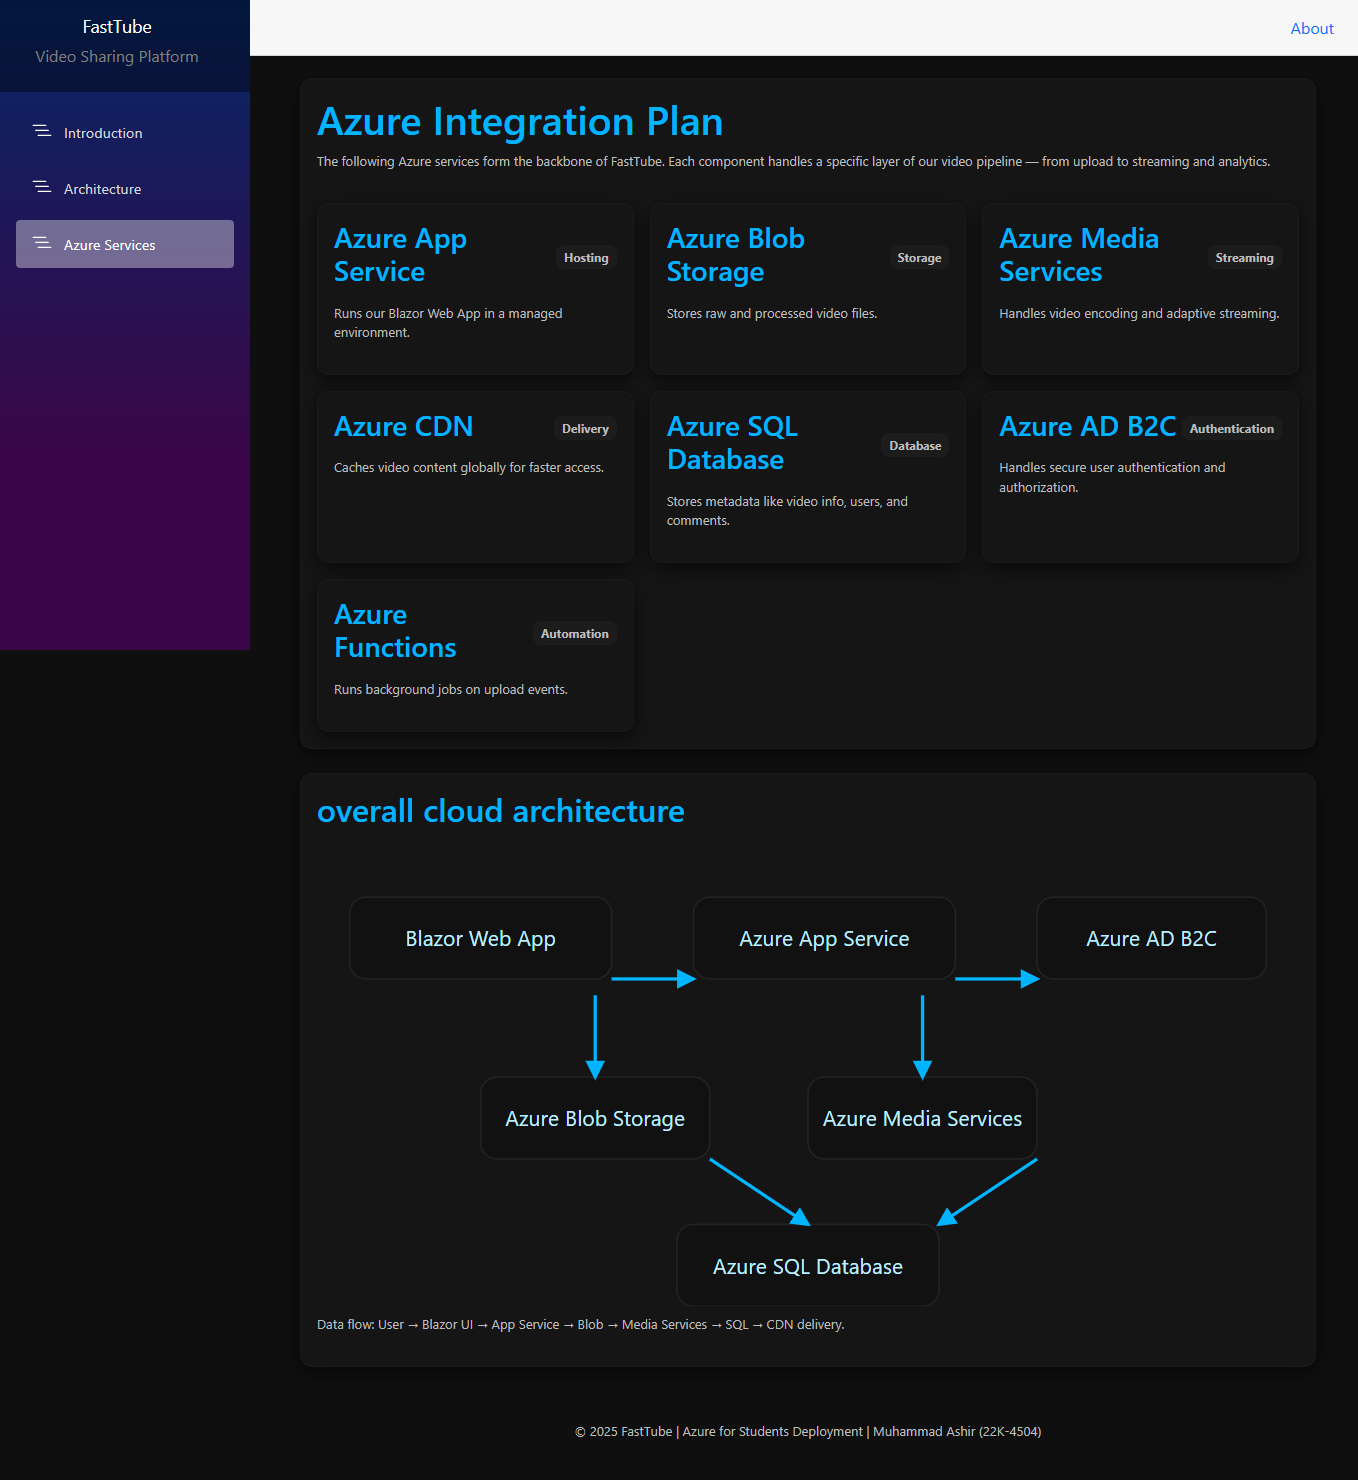 FastTube
Video Sharing Platform
About
Introduction
Architecture
Azure Services
Azure Integration Plan
The following Azure services form the backbone of FastTube. Each component handles a specific layer of our video pipeline — from upload to streaming and analytics.
Azure App
Service
Hosting
Runs our Blazor Web App in a managed
environment.
Azure Blob
Storage
Storage
Stores raw and processed video files.
Azure Media
Services
Streaming
Handles video encoding and adaptive streaming.
Azure CDN
Delivery
Caches video content globally for faster access.
Azure SQL
Database
Database
Stores metadata like video info, users, and
comments.
Azure AD B2C
Authentication
Handles secure user authentication and
authorization.
Azure
Functions
Automation
Runs background jobs on upload events.
overall cloud architecture
Blazor Web App
Azure App Service
Azure AD B2C
Azure Blob Storage
Azure Media Services
Azure SQL Database
Data flow: User → Blazor UI → App Service → Blob → Media Services → SQL → CDN delivery.
© 2025 FastTube | Azure for Students Deployment | Muhammad Ashir (22K-4504)